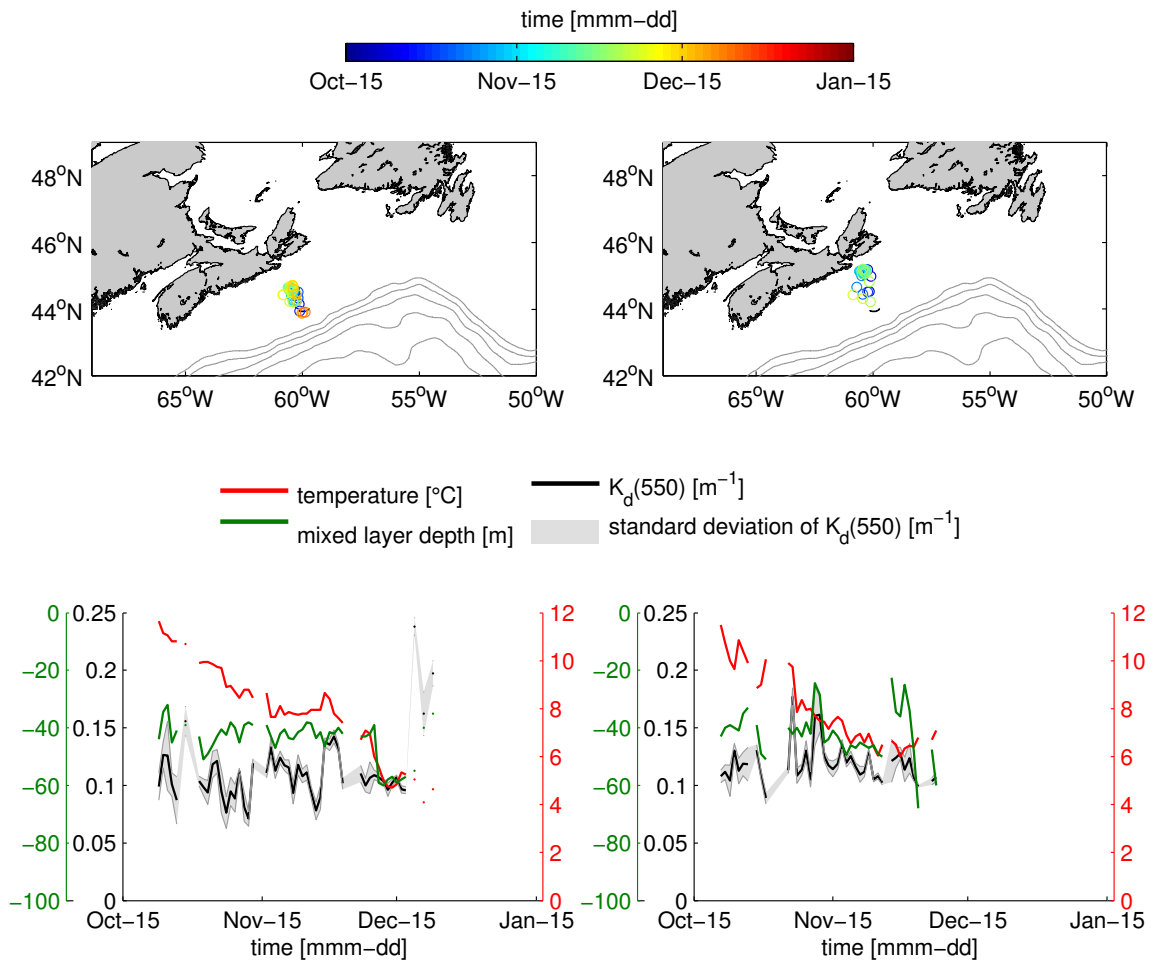 time [mmm−dd]
Oct−15 Nov−15 Dec−15 Jan−15
48°N
46°N
44°N
42°N
65°W 60°W 55°W 50°W
48°N
46°N
44°N
42°N
65°W 60°W 55°W 50°W
temperature [°C]
mixed layer depth [m]
K_d(550) [m⁻¹]
standard deviation of K_d(550) [m⁻¹]
0 0.25 12
−20 0.2 10
−40 0.15 8
−60 0.1 6
−80 0.05 4
−100 0 2
0
Oct−15 Nov−15 Dec−15 Jan−15
time [mmm−dd]
0 0.25 12
−20 0.2 10
−40 0.15 8
−60 0.1 6
−80 0.05 4
−100 0 2
0
Oct−15 Nov−15 Dec−15 Jan−15
time [mmm−dd]